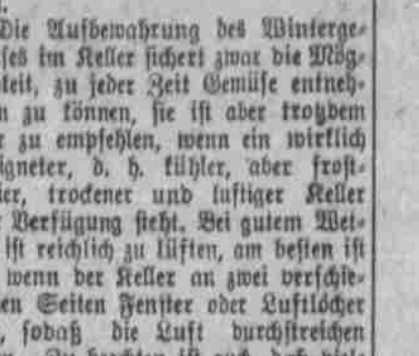 Die Aufbewahrung des Winterge-
ses im Keller sichert zwar die Mög-
keit, zu jeder Zeit Gemüse entneh-
n zu können, sie ist aber trotzdem
r zu empfehlen, wenn ein wirklich
igneter, d. h. kühler, aber frost-
ier, trockener und luftiger Keller
Verfügung steht. Bei gutem Wet-
ist reichlich zu lüften, am besten ist
wenn der Keller an zwei verschie-
en Seiten Fenster oder Luftlöcher
, sodaß die Luft durchstreichen